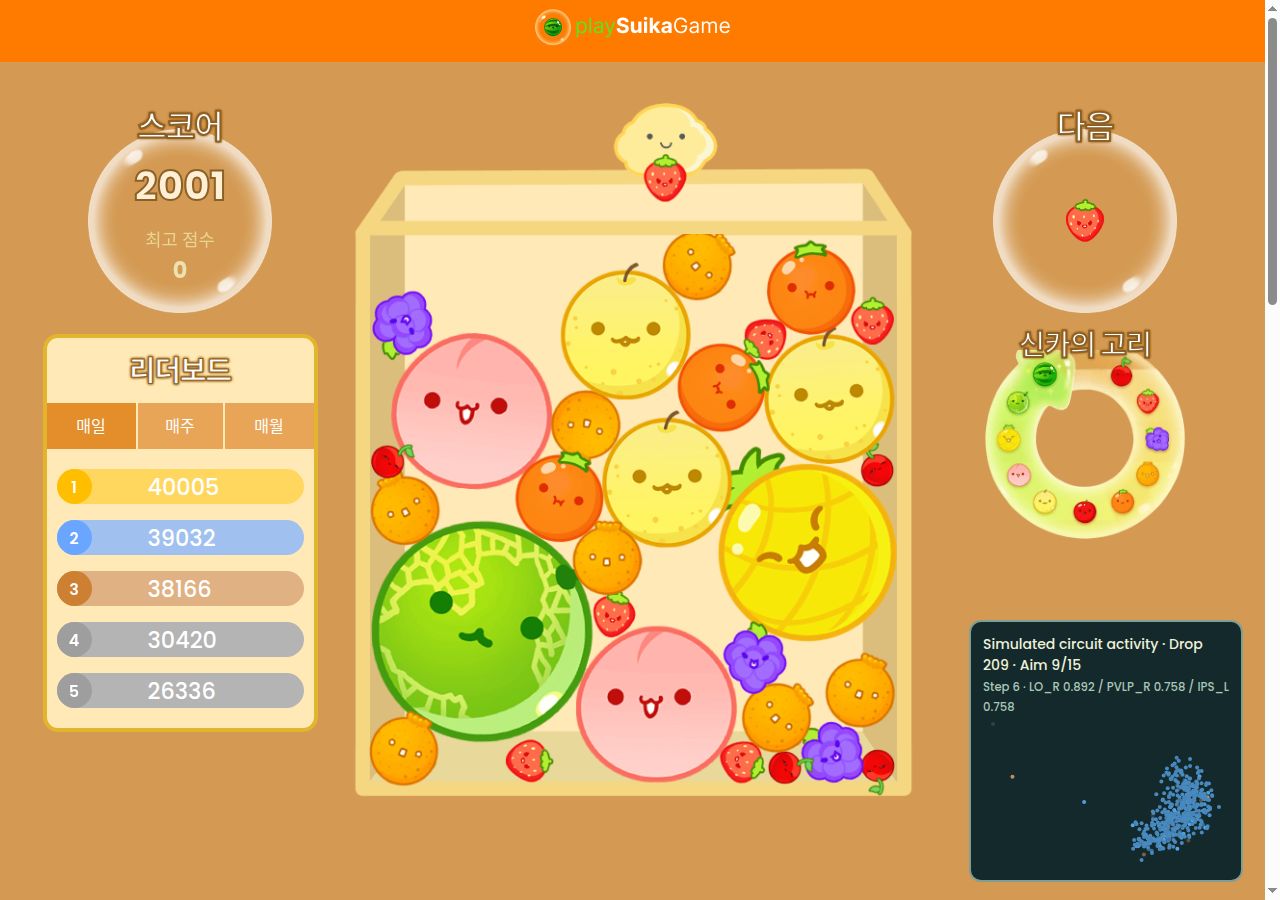 playSuikaGame
스코어
2001
최고 점수
0
다음
신카의 고리
리더보드
매일 매주 매월
1 40005
2 39032
3 38166
4 30420
5 26336
Simulated circuit activity · Drop
209 · Aim 9/15
Step 6 · LO_R 0.892 / PVLP_R 0.758 / IPS_L
0.758